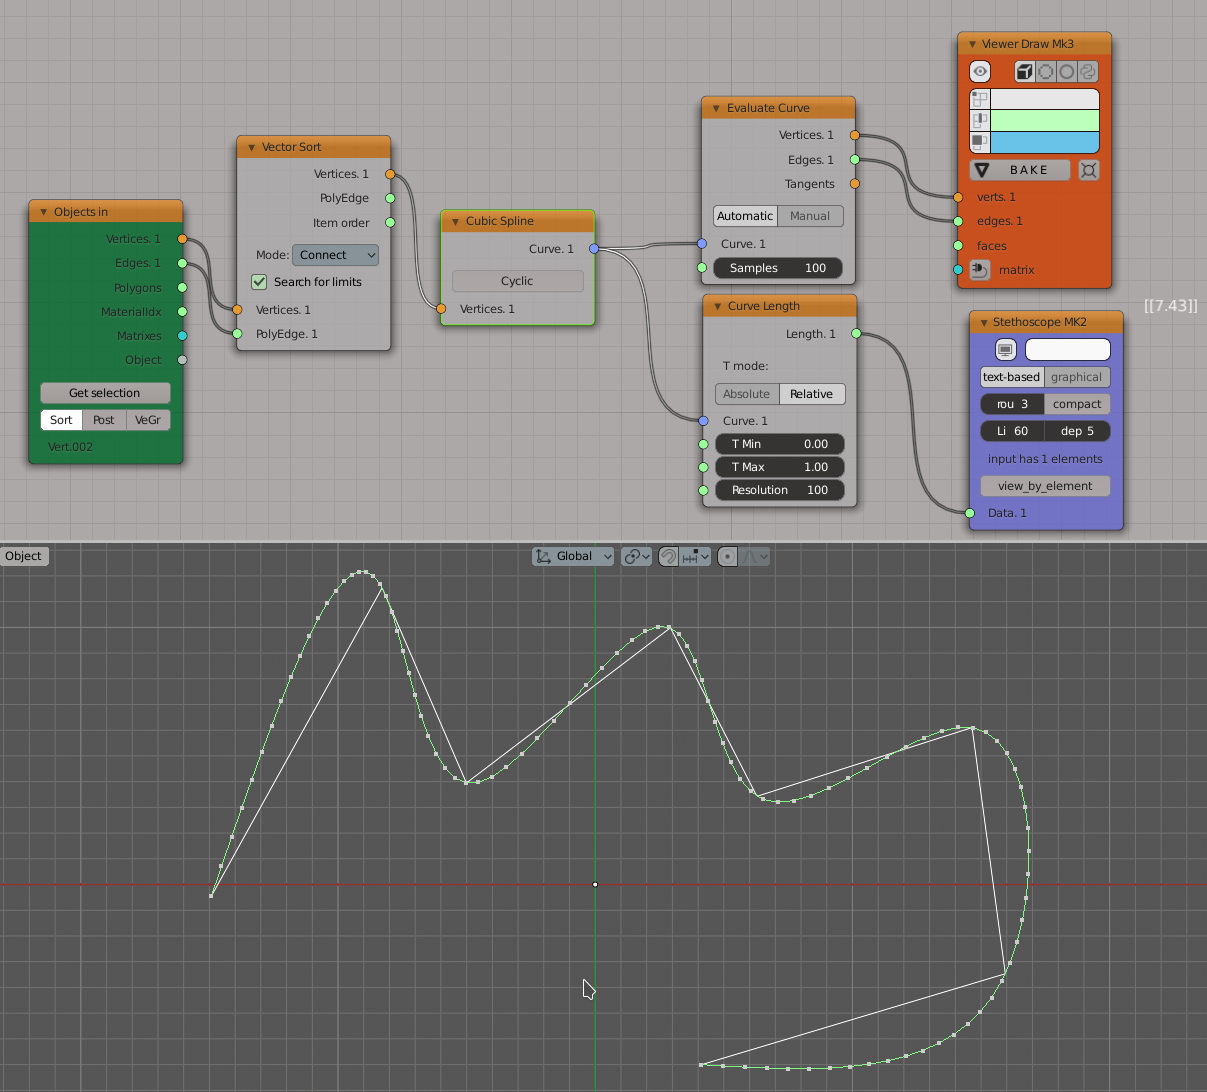 Objects in
Vertices. 1
Edges. 1
Polygons
MaterialIdx
Matrixes
Object
Get selection
Sort Post VeGr
Vert.002
Vector Sort
Vertices. 1
PolyEdge
Item order
Mode: Connect
Search for limits
Vertices. 1
PolyEdge. 1
Cubic Spline
Curve. 1
Cyclic
Vertices. 1
Evaluate Curve
Vertices. 1
Edges. 1
Tangents
Automatic Manual
Curve. 1
Samples 100
Curve Length
Length. 1
T mode:
Absolute Relative
Curve. 1
T Min 0.00
T Max 1.00
Resolution 100
Viewer Draw Mk3
BAKE
verts. 1
edges. 1
faces
matrix
[[7.43]]
Stethoscope MK2
text-based graphical
rou 3 compact
Li 60 dep 5
input has 1 elements
view_by_element
Data. 1
Object
Global